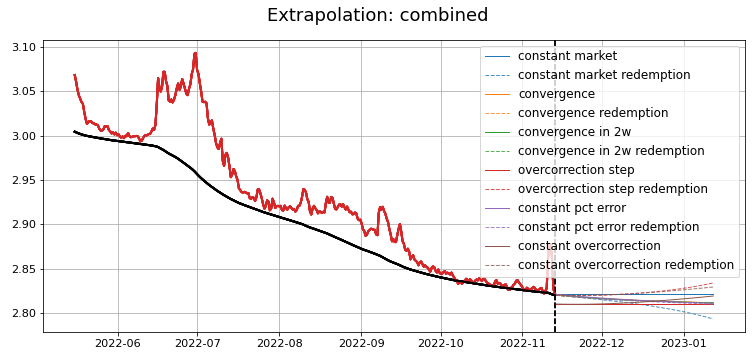 Extrapolation: combined
3.10
3.05
3.00
2.95
2.90
2.85
2.80
constant market
constant market redemption
convergence
convergence redemption
convergence in 2w
convergence in 2w redemption
overcorrection step
overcorrection step redemption
constant pct error
constant pct error redemption
constant overcorrection
constant overcorrection redemption
2022-06 2022-07 2022-08 2022-09 2022-10 2022-11 2022-12 2023-01